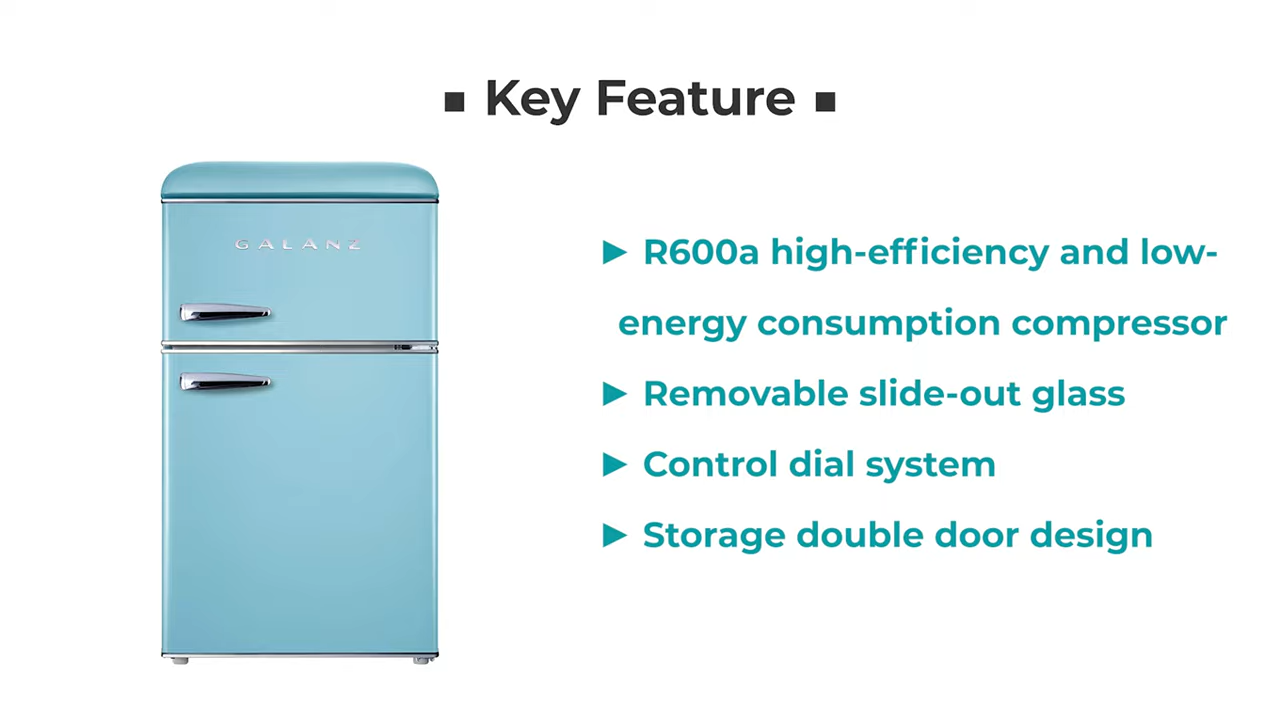 ■ Key Feature ■
GALANZ
► R600a high-efficiency and low-
energy consumption compressor
► Removable slide-out glass
► Control dial system
► Storage double door design